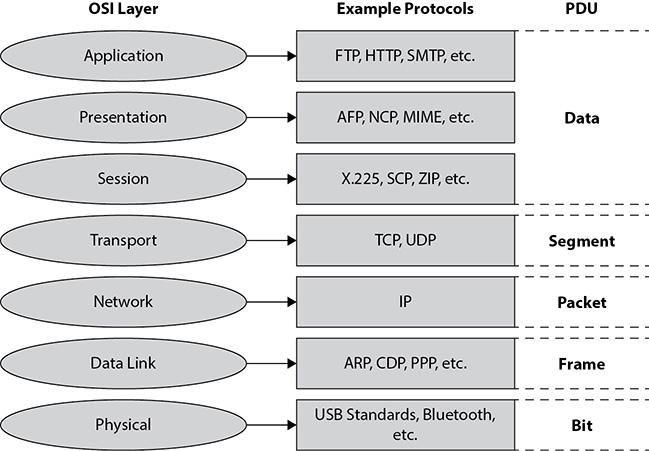 OSI Layer Example Protocols PDU
Application FTP, HTTP, SMTP, etc.
Presentation AFP, NCP, MIME, etc. Data
Session X.225, SCP, ZIP, etc.
Transport TCP, UDP Segment
Network IP Packet
Data Link ARP, CDP, PPP, etc. Frame
Physical USB Standards, Bluetooth, etc. Bit